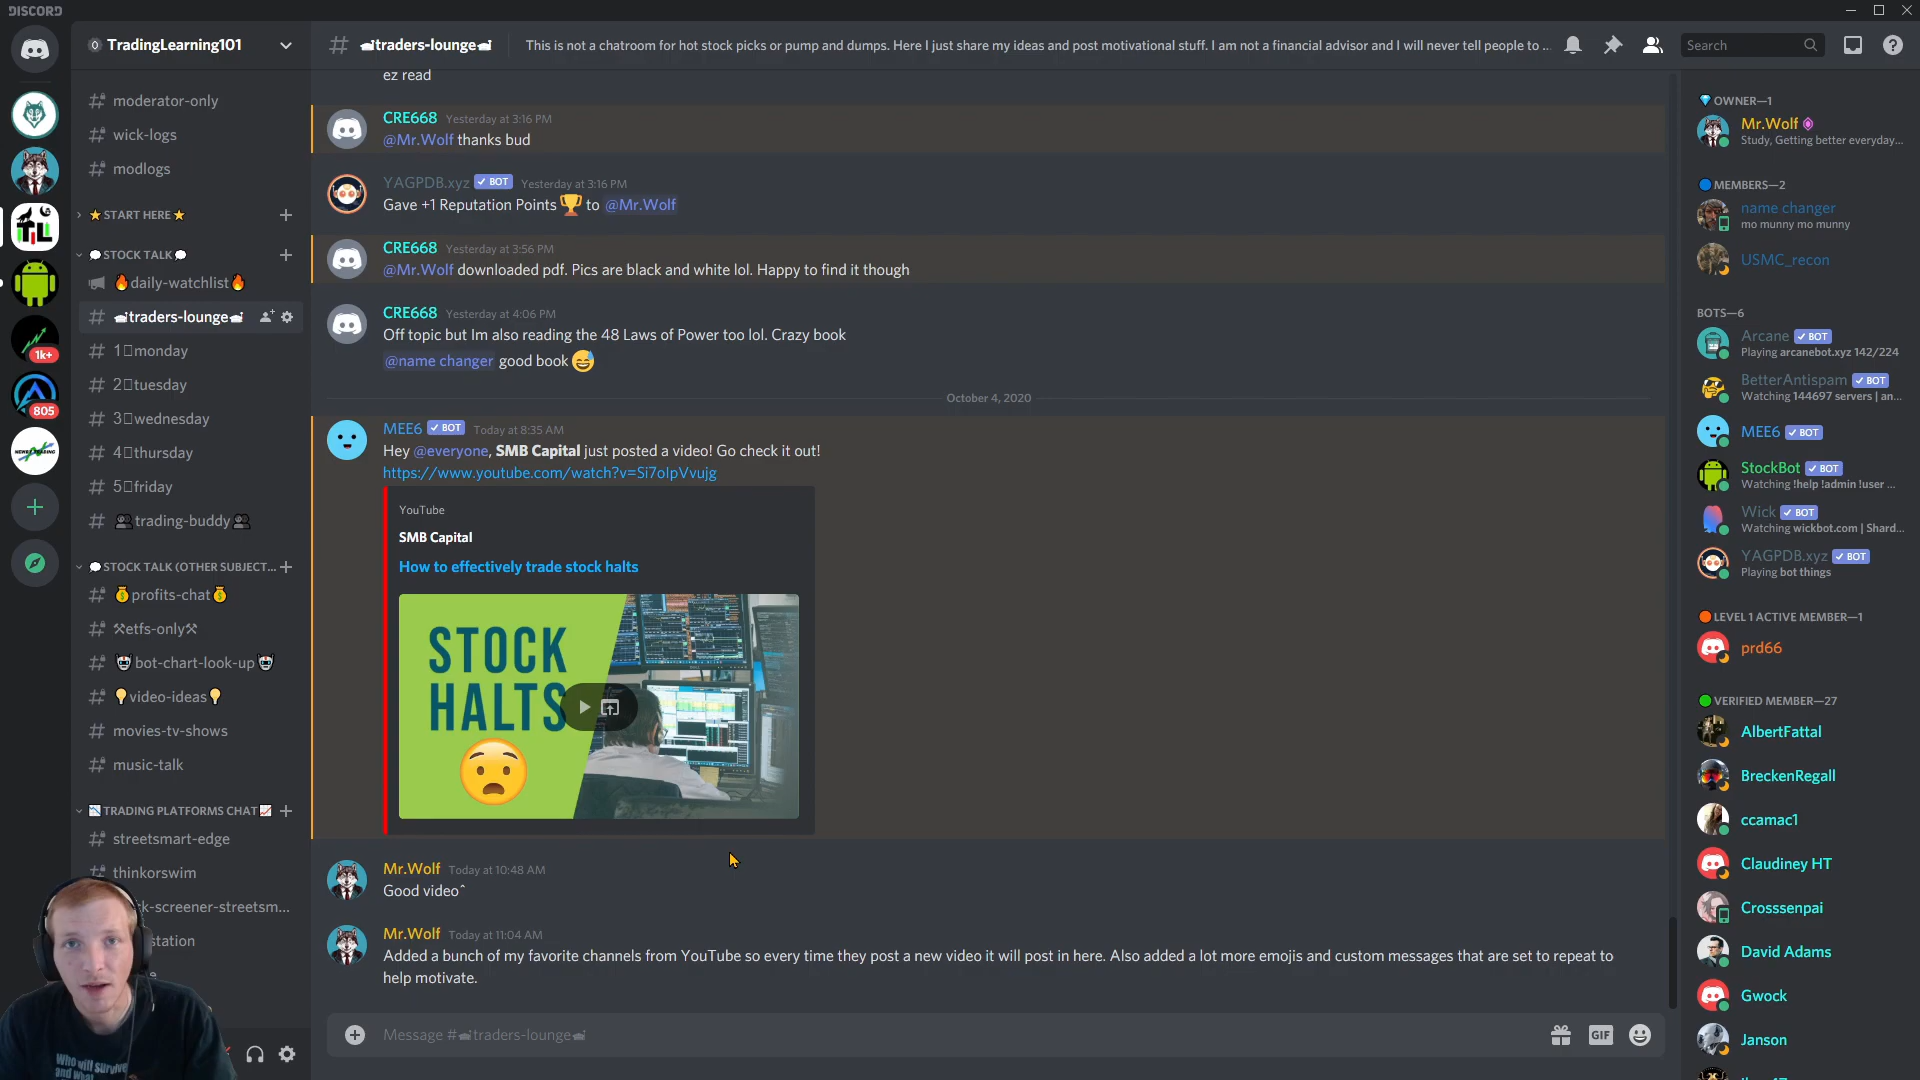 DISCORD
TradingLearning101
moderator-only
wick-logs
modlogs
START HERE
STOCK TALK
daily-watchlist
traders-lounge
monday
tuesday
wednesday
thursday
friday
trading-buddy
STOCK TALK (OTHER SUBJECT...
profits-chat
etfs-only
bot-chart-look-up
video-ideas
movies-tv-shows
music-talk
TRADING PLATFORMS CHAT
streetsmart-edge
thinkorswim
k-screener-streetsm...
station
1k+
805
traders-lounge
This is not a chatroom for hot stock picks or pump and dumps. Here I just share my ideas and post motivational stuff. I am not a financial advisor and I will never tell people to ...
Search
ez read
CRE668 Yesterday at 3:16 PM
@Mr.Wolf thanks bud
YAGPDB.xyz BOT Yesterday at 3:16 PM
Gave +1 Reputation Points to @Mr.Wolf
CRE668 Yesterday at 3:56 PM
@Mr.Wolf downloaded pdf. Pics are black and white lol. Happy to find it though
CRE668 Yesterday at 4:06 PM
Off topic but Im also reading the 48 Laws of Power too lol. Crazy book
@name changer good book
October 4, 2020
MEE6 BOT Today at 8:35 AM
Hey @everyone, SMB Capital just posted a video! Go check it out!
https://www.youtube.com/watch?v=Si7oIpVvujg
YouTube
SMB Capital
How to effectively trade stock halts
STOCK
HALTS
Mr.Wolf Today at 10:48 AM
Good video^
Mr.Wolf Today at 11:04 AM
Added a bunch of my favorite channels from YouTube so every time they post a new video it will post in here. Also added a lot more emojis and custom messages that are set to repeat to
help motivate.
Message #traders-lounge
GIF
OWNER—1
Mr.Wolf
Study, Getting better everyday...
MEMBERS—2
name changer
mo munny mo munny
USMC_recon
BOTS—6
Arcane BOT
Playing arcanebot.xyz 142/224
BetterAntispam BOT
Watching 144697 servers | an...
MEE6 BOT
StockBot BOT
Watching !help !admin !user ...
Wick BOT
Watching wickbot.com | Shard...
YAGPDB.xyz BOT
Playing bot things
LEVEL 1 ACTIVE MEMBER—1
prd66
VERIFIED MEMBER—27
AlbertFattal
BreckenRegall
ccamac1
Claudiney HT
Crosssenpai
David Adams
Gwock
Janson
Who will survive
and what